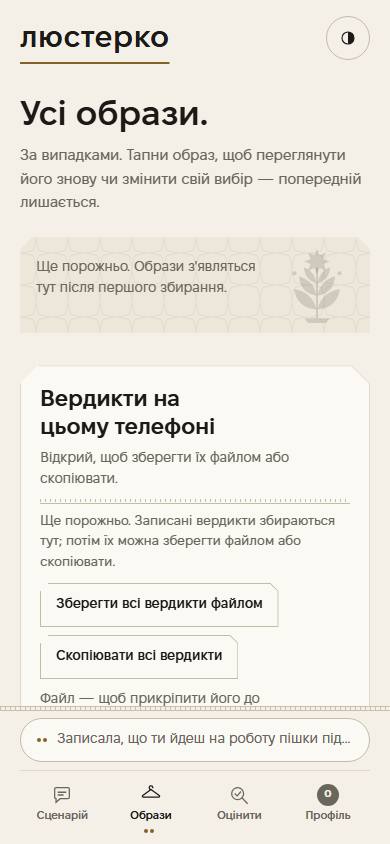 люстерко
Усі образи.
За випадками. Тапни образ, щоб переглянути
його знову чи змінити свій вибір — попередній
лишається.
Ще порожньо. Образи з'являться
тут після першого збирання.
Вердикти на
цьому телефоні
Відкрий, щоб зберегти їх файлом або
скопіювати.
Ще порожньо. Записані вердикти збираються
тут; потім їх можна зберегти файлом або
скопіювати.
Зберегти всі вердикти файлом
Скопіювати всі вердикти
Файл — щоб прикріпити його до
Записала, що ти йдеш на роботу пішки під…
Сценарій
Образи
Оцінити
0
Профіль